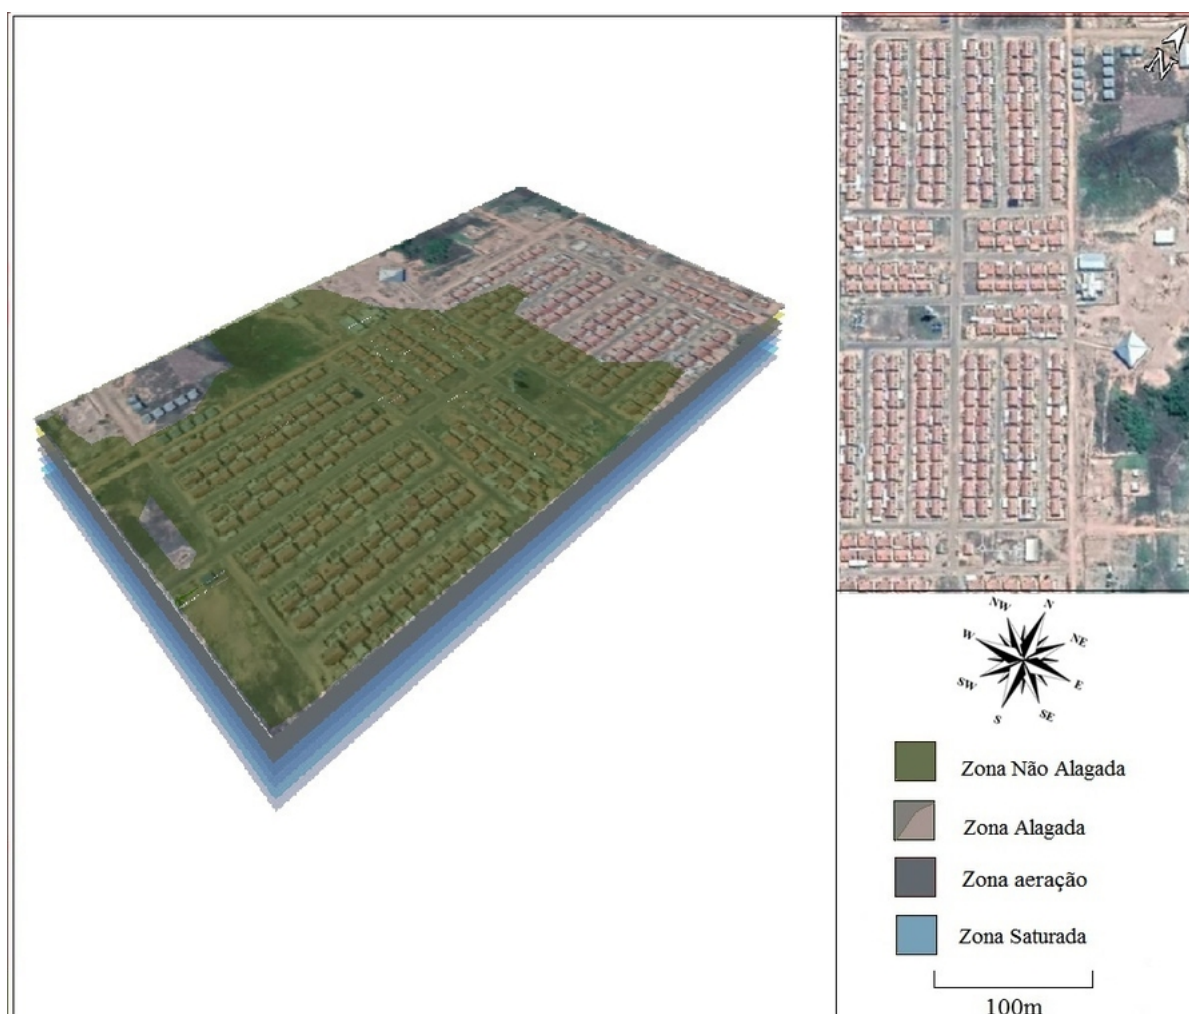 N
NW
N
W
NE
SW
E
S
SE
Zona Não Alagada
Zona Alagada
Zona aeração
Zona Saturada
100m